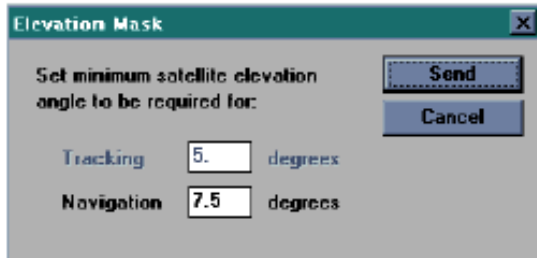 Elevation Mask
Set minimum satellite elevation
angle to be required for:
Send
Cancel
Tracking 5. degrees
Navigation 7.5 degrees